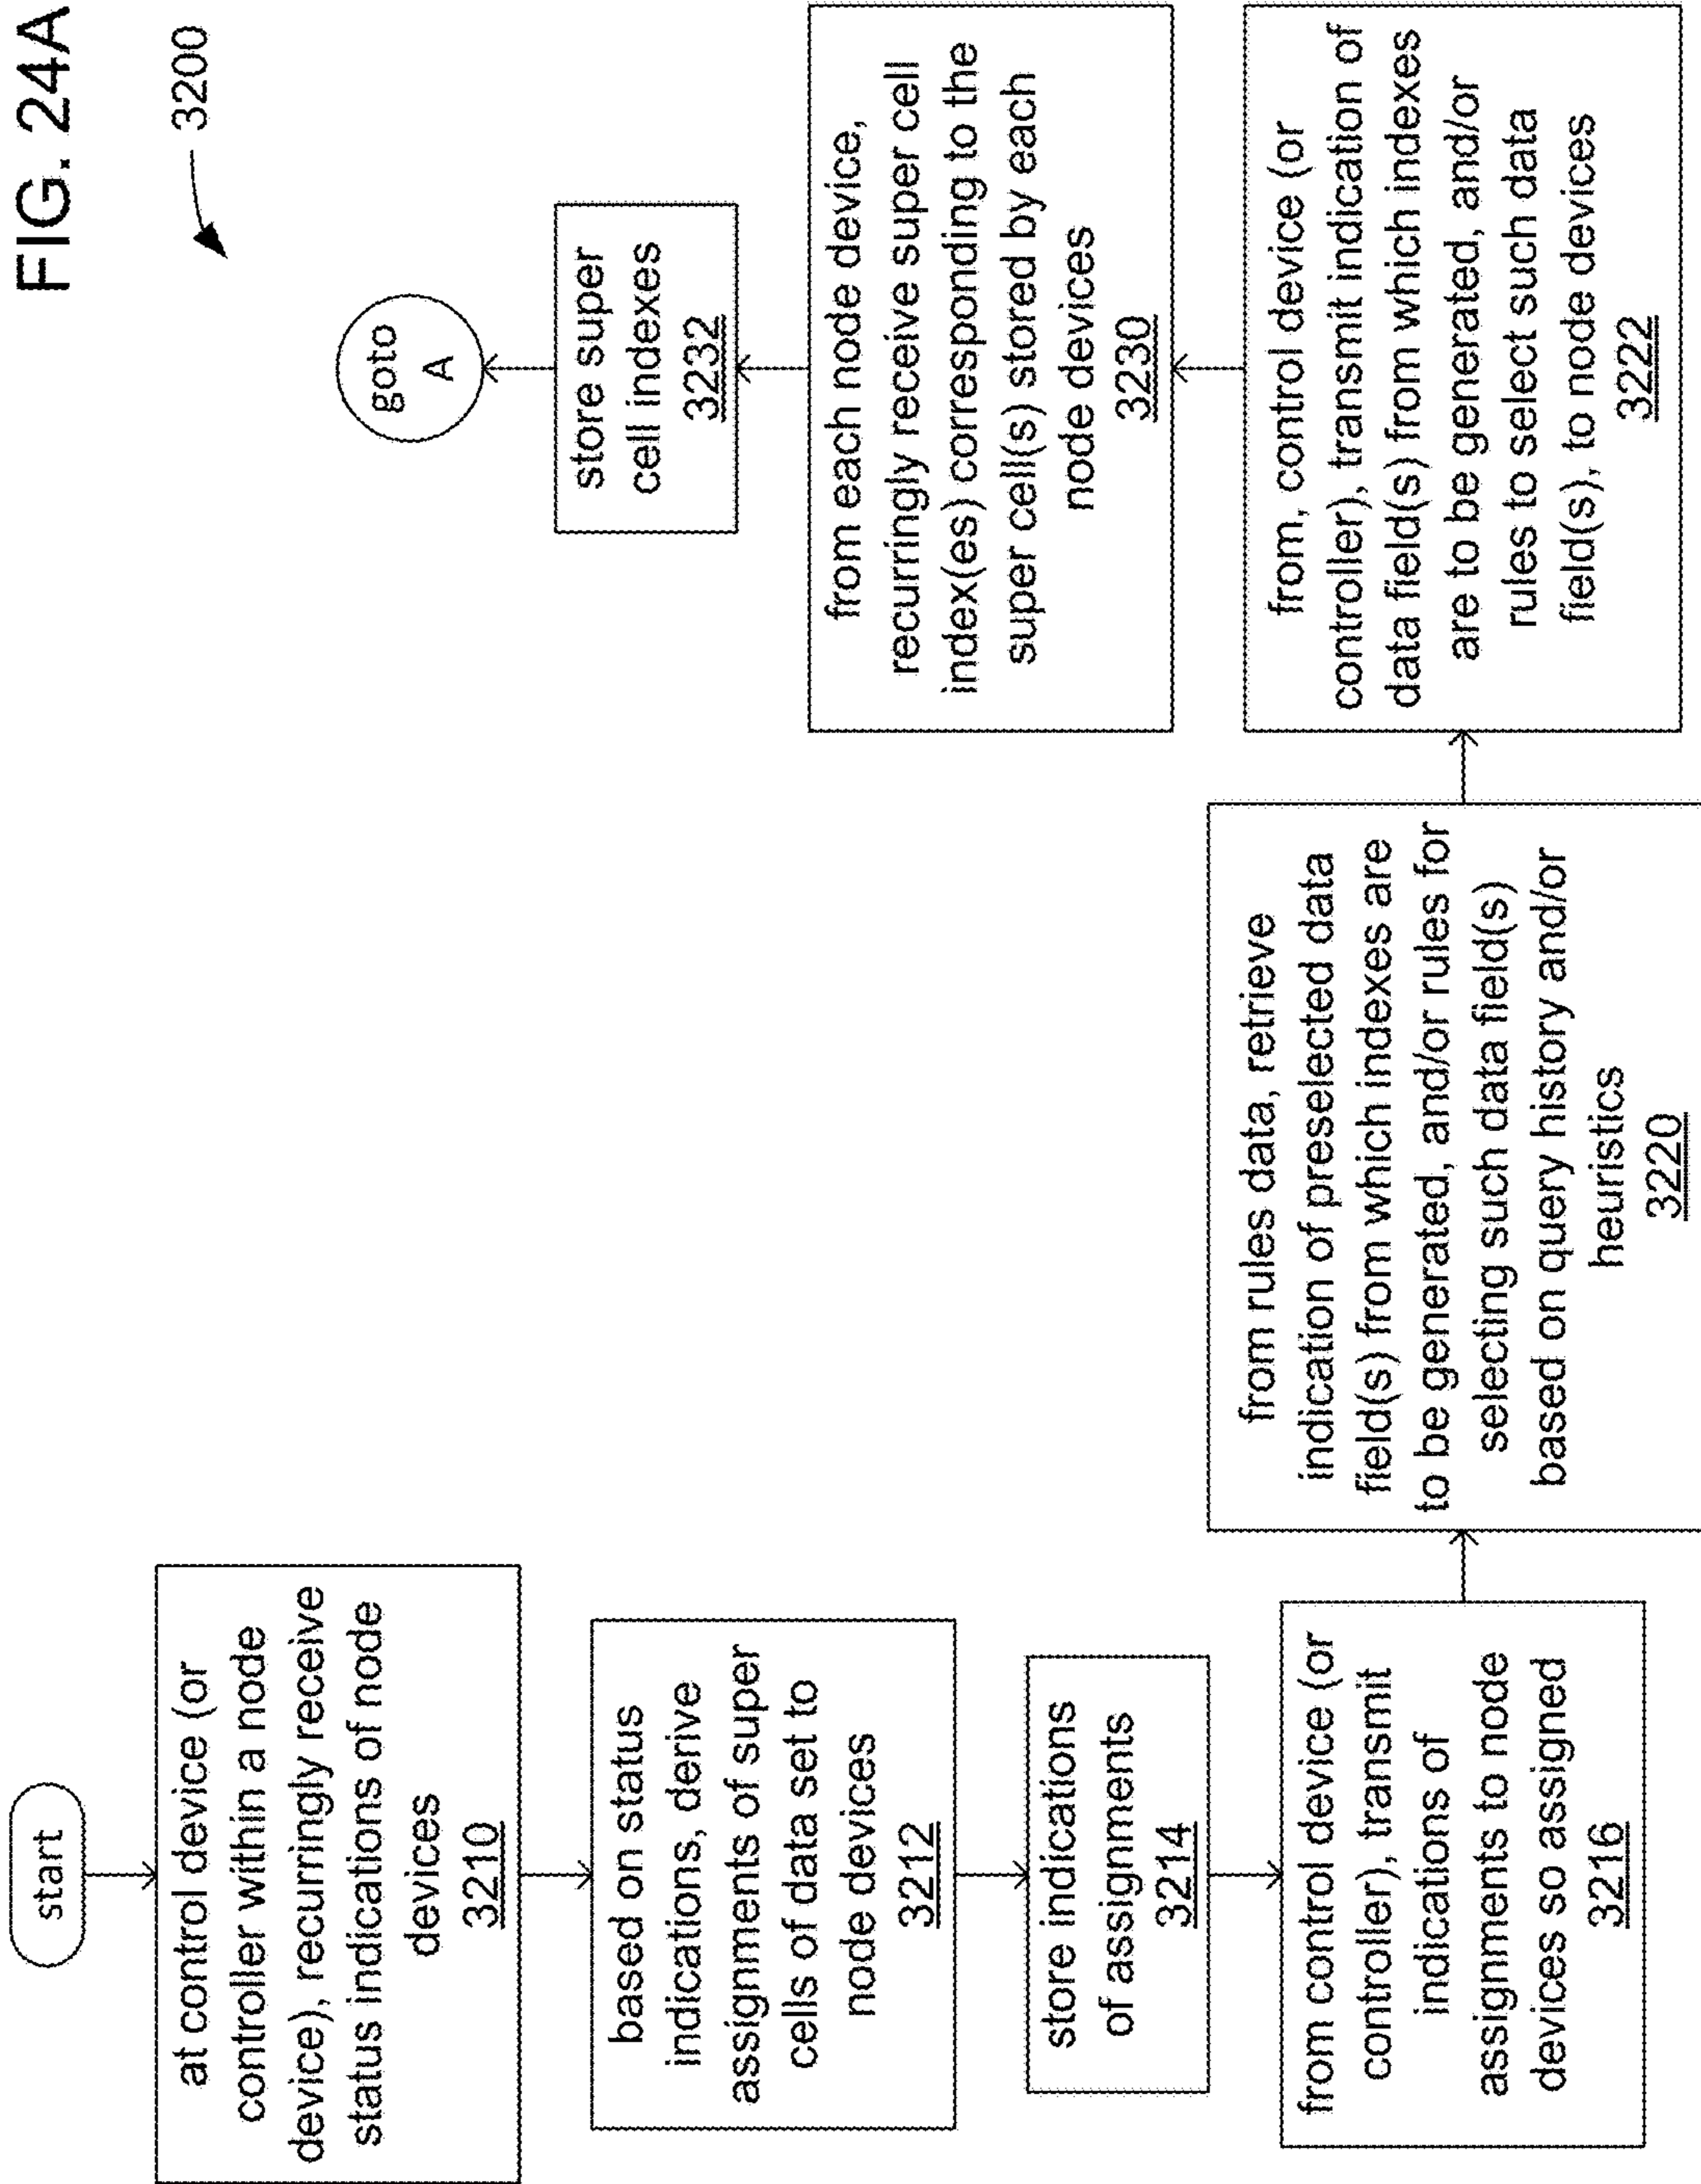 FIG. 24A
3200
start
at control device (or
controller within a node
device), recurringly receive
status indications of node
devices
3210
based on status
indications, derive
assignments of super
cells of data set to
node devices
3212
store indications
of assignments
3214
from control device (or
controller), transmit
indications of
assignments to node
devices so assigned
3216
from rules data, retrieve
indication of preselected data
field(s) from which indexes are
to be generated, and/or rules for
selecting such data field(s)
based on query history and/or
heuristics
3220
from, control device (or
controller), transmit indication of
data field(s) from which indexes
are to be generated, and/or
rules to select such data
field(s), to node devices
3222
from each node device,
recurringly receive super cell
index(es) corresponding to the
super cell(s) stored by each
node devices
3230
store super
cell indexes
3232
goto
A